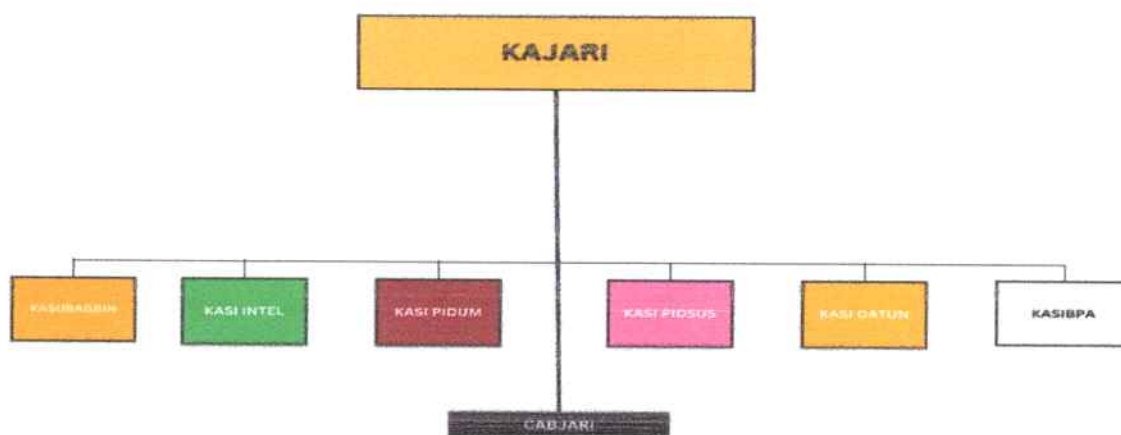 KAJARI
KASUBAGBIN
KASI INTEL
KASI PIDUM
KASI PIDSUS
KASI DATUN
KASIBPA
CABJARI